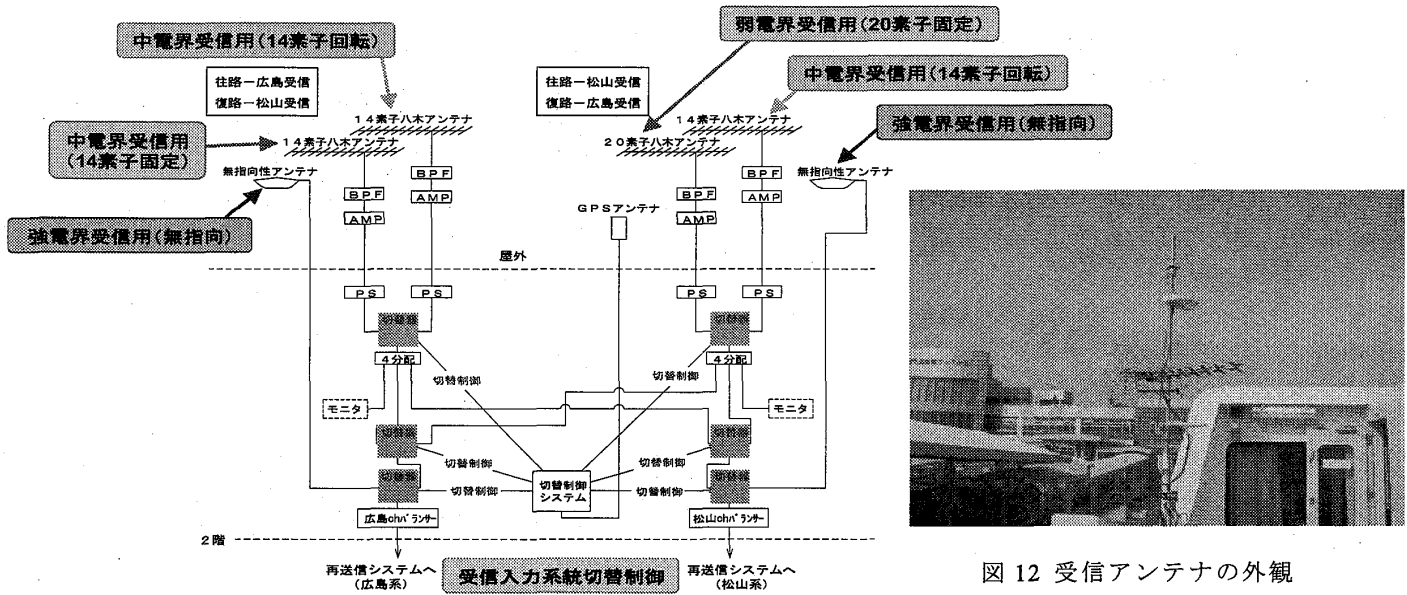 中電界受信用(14素子回転)
弱電界受信用(20素子固定)
往路－広島受信
復路－松山受信
往路－松山受信
復路－広島受信
中電界受信用(14素子回転)
中電界受信用
(14素子固定)
強電界受信用(無指向)
14素子八木アンテナ
14素子八木アンテナ
14素子八木アンテナ
20素子八木アンテナ
無指向性アンテナ
無指向性アンテナ
BPF
BPF
BPF
BPF
AMP
AMP
AMP
AMP
GPSアンテナ
強電界受信用(無指向)
屋外
PS
PS
PS
PS
切替器
切替器
4分配
4分配
切替制御
切替制御
モニタ
モニタ
切替器
切替器
切替制御
切替制御
切替器
切替制御
切替制御
システム
切替制御
切替器
広島chバランサー
松山chバランサー
2階
再送信システムへ
(広島系)
受信入力系統切替制御
再送信システムへ
(松山系)
図12 受信アンテナの外観